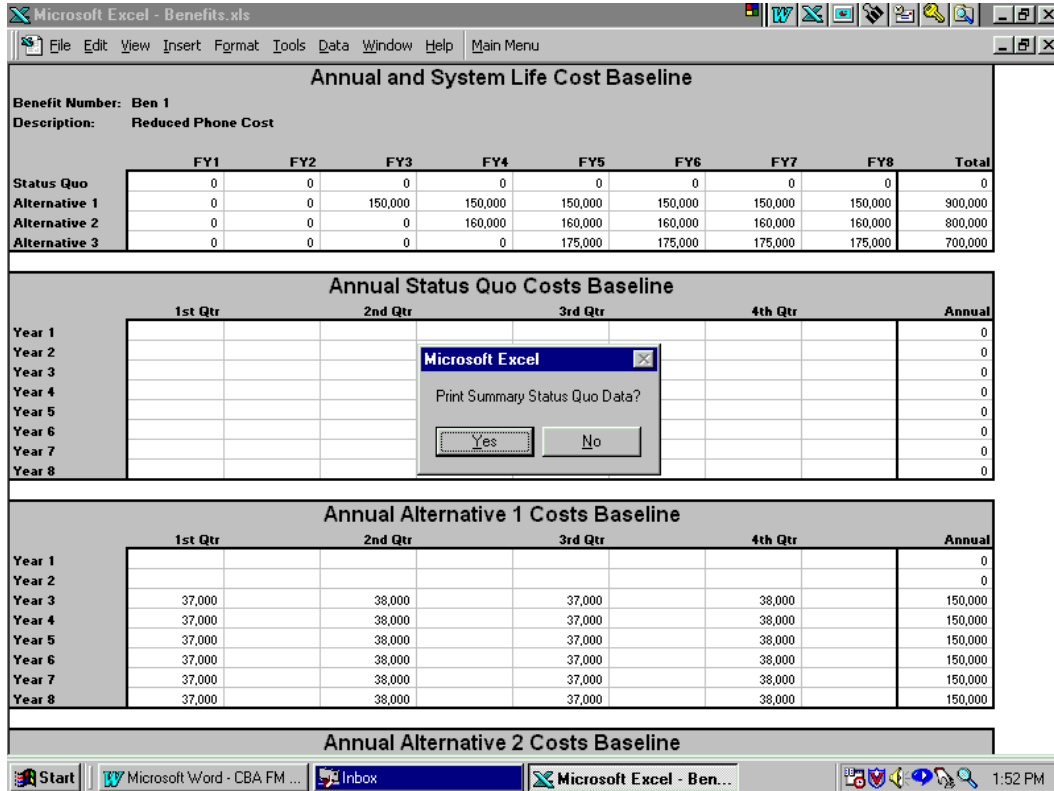 Microsoft Excel - Benefits.xls
File Edit View Insert Format Tools Data Window Help Main Menu
Annual and System Life Cost Baseline
Benefit Number: Ben 1
Description: Reduced Phone Cost
FY1 FY2 FY3 FY4 FY5 FY6 FY7 FY8 Total
Status Quo 0 0 0 0 0 0 0 0 0
Alternative 1 0 0 150,000 150,000 150,000 150,000 150,000 150,000 900,000
Alternative 2 0 0 0 160,000 160,000 160,000 160,000 160,000 800,000
Alternative 3 0 0 0 0 175,000 175,000 175,000 175,000 700,000
Annual Status Quo Costs Baseline
1st Qtr 2nd Qtr 3rd Qtr 4th Qtr Annual
Year 1 0
Year 2 0
Year 3 0
Year 4 0
Year 5 0
Year 6 0
Year 7 0
Year 8 0
Microsoft Excel
Print Summary Status Quo Data?
Yes No
Annual Alternative 1 Costs Baseline
1st Qtr 2nd Qtr 3rd Qtr 4th Qtr Annual
Year 1 0
Year 2 0
Year 3 37,000 38,000 37,000 38,000 150,000
Year 4 37,000 38,000 37,000 38,000 150,000
Year 5 37,000 38,000 37,000 38,000 150,000
Year 6 37,000 38,000 37,000 38,000 150,000
Year 7 37,000 38,000 37,000 38,000 150,000
Year 8 37,000 38,000 37,000 38,000 150,000
Annual Alternative 2 Costs Baseline
Start Microsoft Word - CBA FM ... Inbox Microsoft Excel - Ben... 1:52 PM